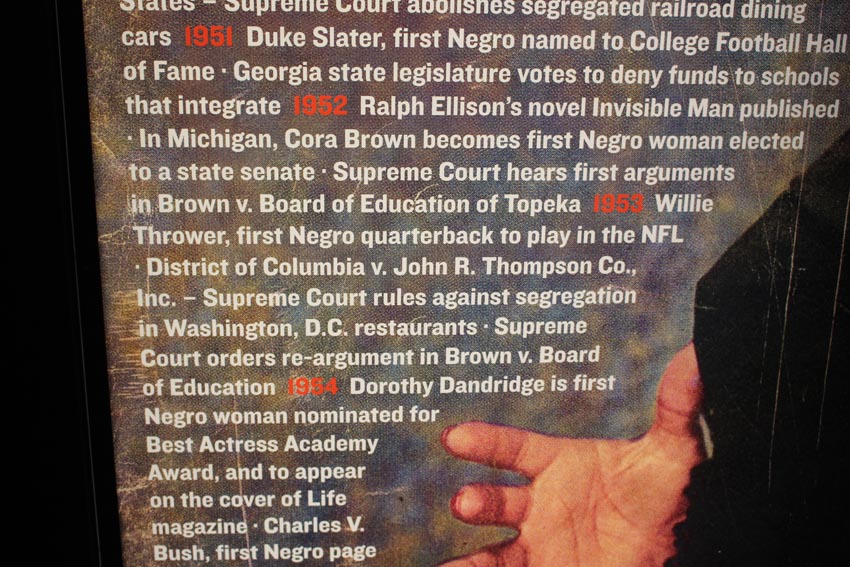 States – Supreme Court abolishes segregated railroad dining
cars 1951 Duke Slater, first Negro named to College Football Hall
of Fame · Georgia state legislature votes to deny funds to schools
that integrate 1952 Ralph Ellison's novel Invisible Man published
· In Michigan, Cora Brown becomes first Negro woman elected
to a state senate · Supreme Court hears first arguments
in Brown v. Board of Education of Topeka 1953 Willie
Thrower, first Negro quarterback to play in the NFL
· District of Columbia v. John R. Thompson Co.,
Inc. – Supreme Court rules against segregation
in Washington, D.C. restaurants · Supreme
Court orders re-argument in Brown v. Board
of Education 1954 Dorothy Dandridge is first
Negro woman nominated for
Best Actress Academy
Award, and to appear
on the cover of Life
magazine · Charles V.
Bush, first Negro page